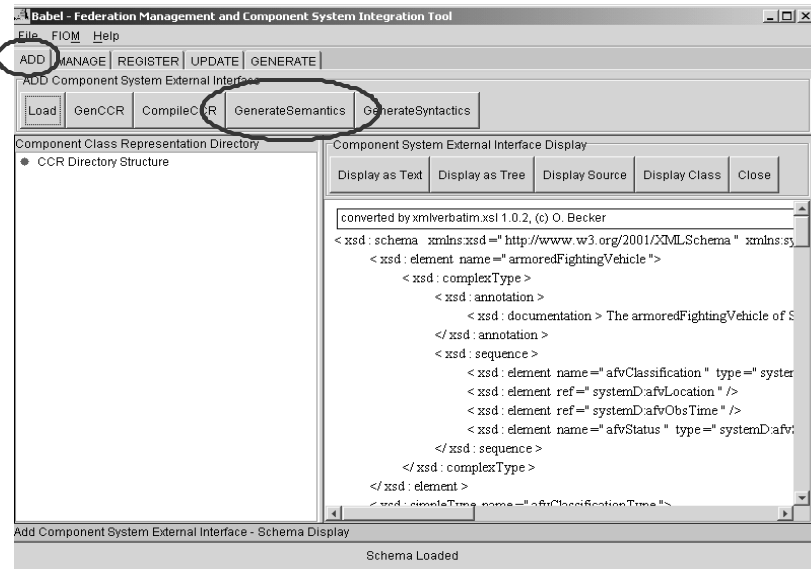 Babel - Federation Management and Component System Integration Tool
File FIOM Help
ADD MANAGE REGISTER UPDATE GENERATE
ADD Component System External Interface
Load GenCCR CompileCCR GenerateSemantics GenerateSyntactics
Component Class Representation Directory
CCR Directory Structure
Component System External Interface Display
Display as Text Display as Tree Display Source Display Class Close
converted by xmlverbatim.xsl 1.0.2, (c) O. Becker
< xsd : schema xmlns:xsd =" http://www.w3.org/2001/XMLSchema " xmlns:sy
< xsd : element name =" armoredFightingVehicle ">
< xsd : complexType >
< xsd : annotation >
< xsd : documentation > The armoredFightingVehicle of S
</ xsd : annotation >
< xsd : sequence >
< xsd : element name =" afvClassification " type =" system
< xsd : element ref =" systemD:afvLocation " />
< xsd : element ref =" systemD:afvObsTime " />
< xsd : element name =" afvStatus " type =" systemD:afv
</ xsd : sequence >
</ xsd : complexType >
</ xsd : element >
< xsd : simpleType name =" afvClassificationType ">
Add Component System External Interface - Schema Display
Schema Loaded